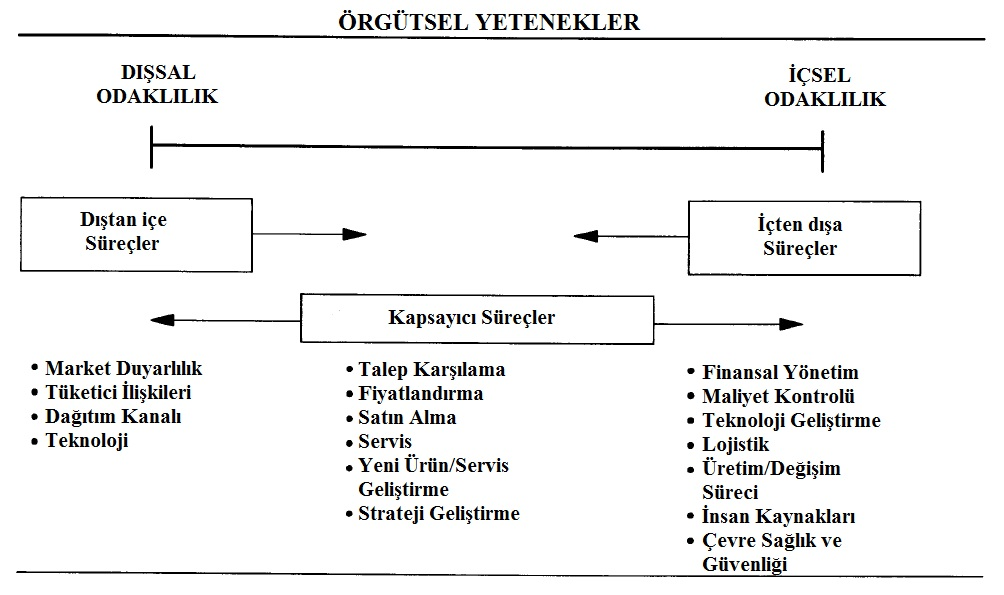 ÖRGÜTSEL YETENEKLER
DIŞSAL
ODAKLILIK
İÇSEL
ODAKLILIK
Dıştan içe
Süreçler
İçten dışa
Süreçler
Kapsayıcı Süreçler
• Market Duyarlılık
• Tüketici İlişkileri
• Dağıtım Kanalı
• Teknoloji
• Talep Karşılama
• Fiyatlandırma
• Satın Alma
• Servis
• Yeni Ürün/Servis
Geliştirme
• Strateji Geliştirme
• Finansal Yönetim
• Maliyet Kontrolü
• Teknoloji Geliştirme
• Lojistik
• Üretim/Değişim
Süreci
• İnsan Kaynakları
• Çevre Sağlık ve
Güvenliği